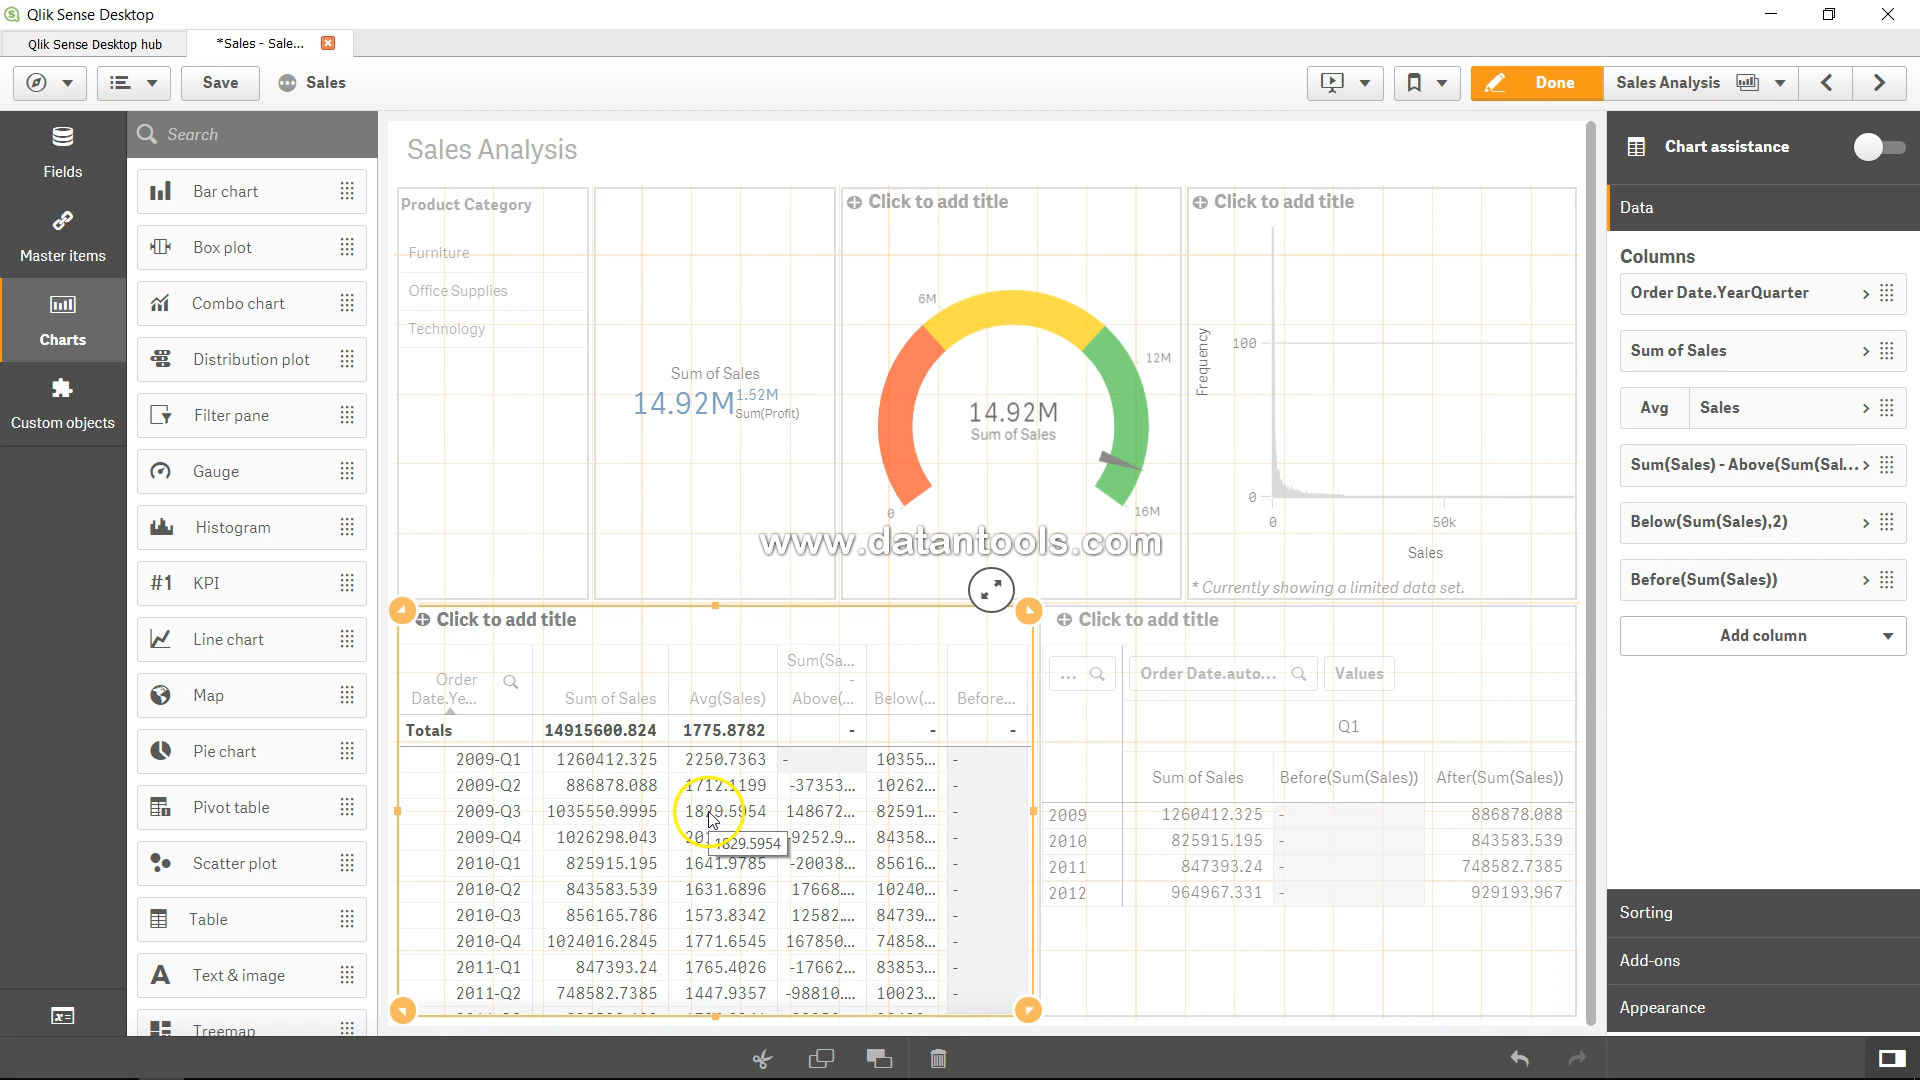 Qlik Sense Desktop
Qlik Sense Desktop hub
*Sales - Sale...
Save
Sales
Done
Sales Analysis
Fields
Master items
Charts
Custom objects
Search
Bar chart
Box plot
Combo chart
Distribution plot
Filter pane
Gauge
Histogram
#1 KPI
Line chart
Map
Pie chart
Pivot table
Scatter plot
Table
A Text & image
Treemap
Sales Analysis
Product Category
Furniture
Office Supplies
Technology
Sum of Sales
14.92M
1.52M
Sum(Profit)
Click to add title
0
6M
12M
16M
14.92M
Sum of Sales
Click to add title
Frequency
100
0
0
50k
Sales
* Currently showing a limited data set.
www.datantools.com
Click to add title
Order Date.Ye... Sum of Sales Avg(Sales) Sum(Sa... - Above(... Below(... Before...
Totals 14915600.824 1775.8782 - - -
2009-Q1 1260412.325 2250.7363 - 10355... -
2009-Q2 886878.088 1712.1199 -37353... 10262... -
2009-Q3 1035550.9995 1829.5954 148672... 82591... -
2009-Q4 1026298.043 -9252.9... 84358... -
1829.5954
2010-Q1 825915.195 1641.9785 -20038... 85616... -
2010-Q2 843583.539 1631.6896 17668.... 10240... -
2010-Q3 856165.786 1573.8342 12582.... 84739... -
2010-Q4 1024016.2845 1771.6545 167850... 74858... -
2011-Q1 847393.24 1765.4026 -17662... 83853... -
2011-Q2 748582.7385 1447.9357 -98810.... 10023... -
Click to add title
... Order Date.auto... Values
Q1
Sum of Sales Before(Sum(Sales)) After(Sum(Sales))
2009 1260412.325 - 886878.088
2010 825915.195 - 843583.539
2011 847393.24 - 748582.7385
2012 964967.331 - 929193.967
Chart assistance
Data
Columns
Order Date.YearQuarter
Sum of Sales
Avg Sales
Sum(Sales) - Above(Sum(Sal...
Below(Sum(Sales),2)
Before(Sum(Sales))
Add column
Sorting
Add-ons
Appearance